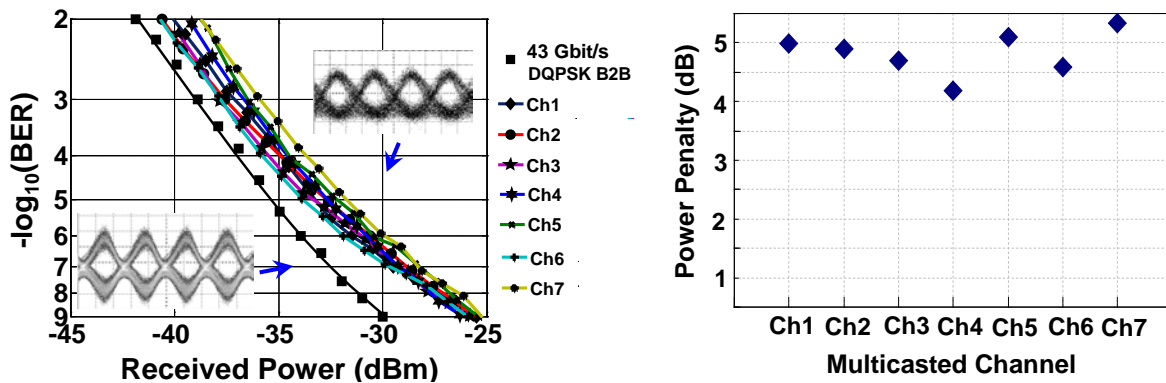 -log10(BER)
2
3
4
5
6
7
8
9
-45
-40
-35
-30
-25
Received Power (dBm)
43 Gbit/s
DQPSK B2B
Ch1
Ch2
Ch3
Ch4
Ch5
Ch6
Ch7
Power Penalty (dB)
5
4
5
2
1
Ch1 Ch2 Ch3 Ch4 Ch5 Ch6 Ch7
Multicasted Channel